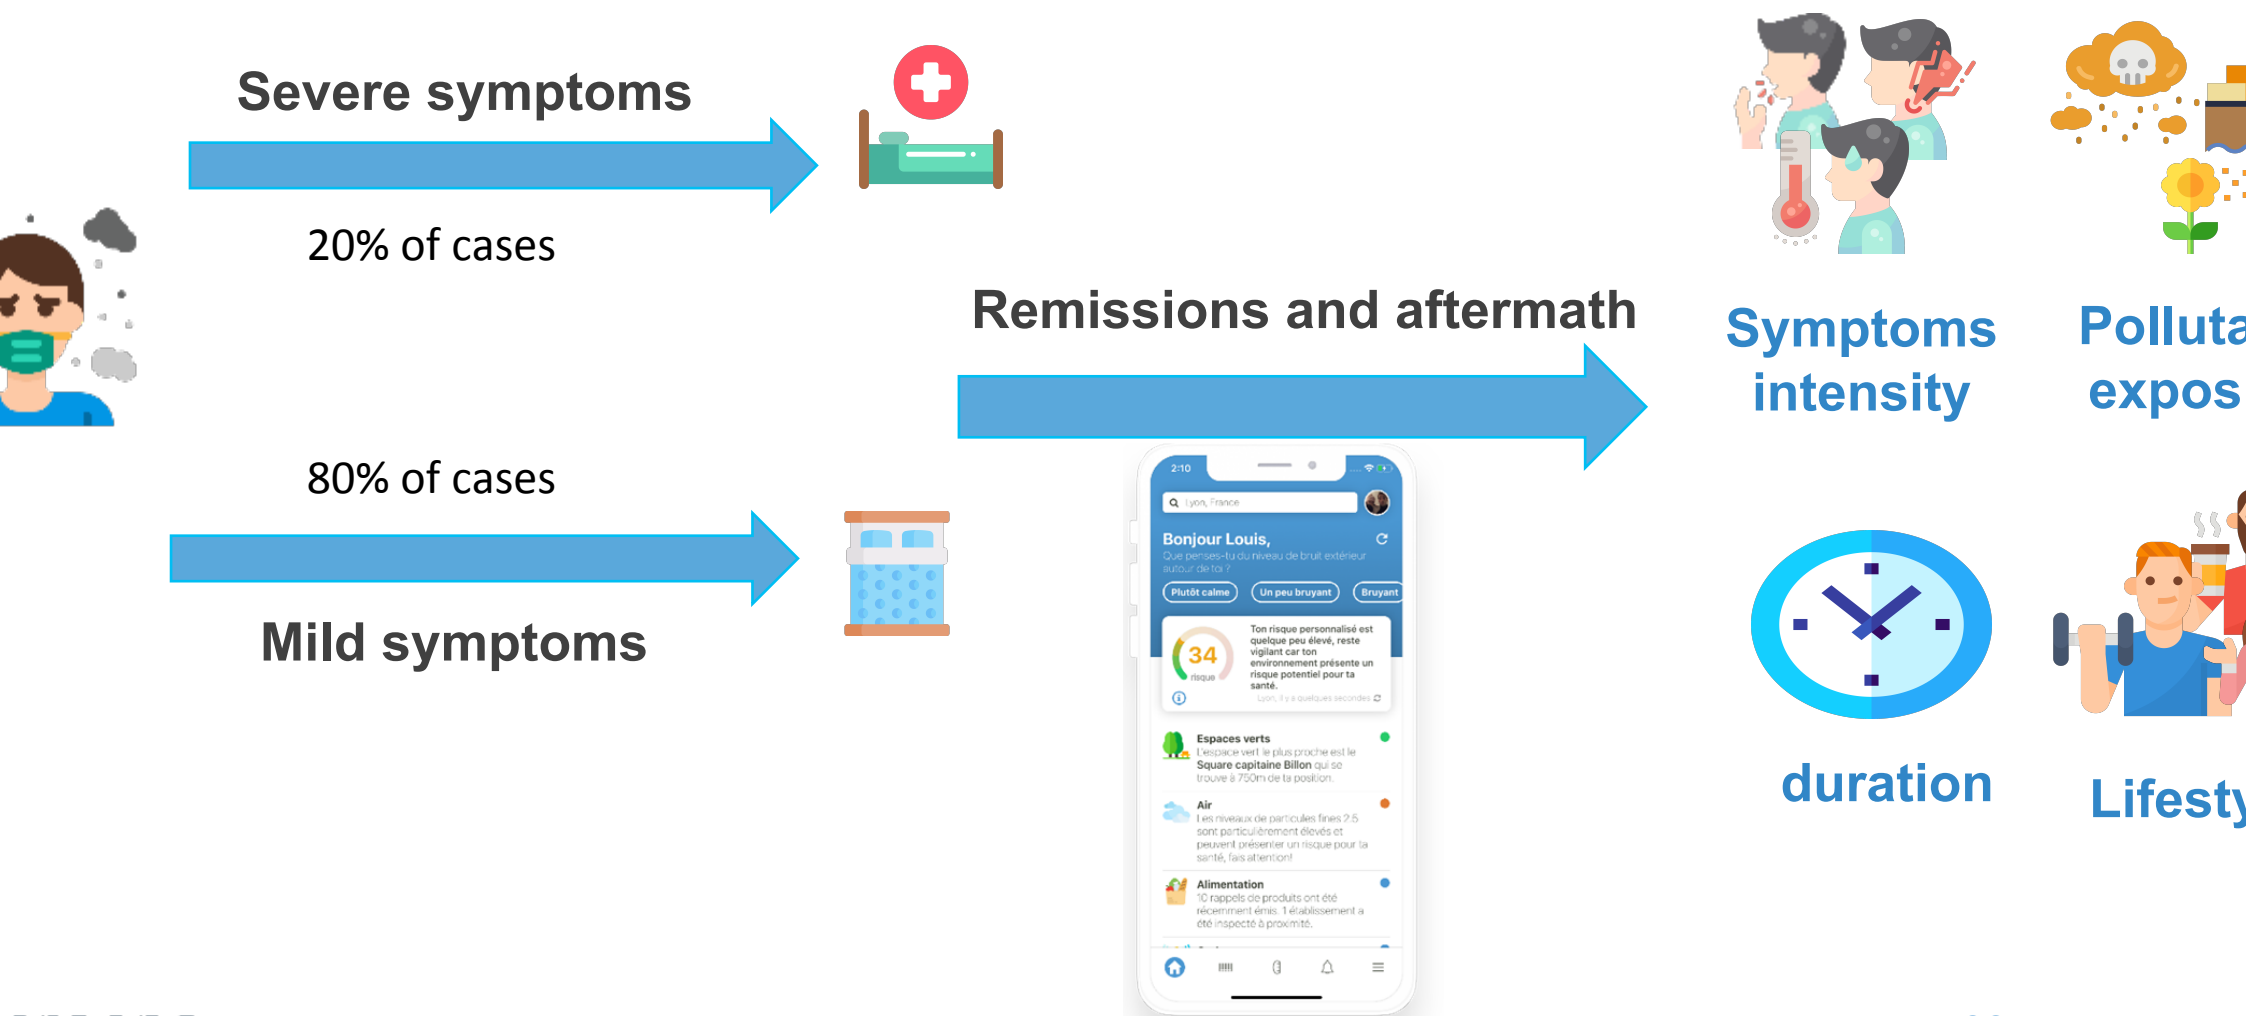 Severe symptoms
20% of cases
80% of cases
Mild symptoms
Remissions and aftermath
2:10
Lyon, France
Bonjour Louis,
Que penses-tu du niveau de bruit extérieur
autour de toi ?
Plutôt calme
Un peu bruyant
Bruyant
34
risque
Ton risque personnalisé est
quelque peu élevé, reste
vigilant car ton
environnement présente un
risque potentiel pour ta
santé.
Lyon, il y a quelques secondes
Espaces verts
L'espace vert le plus proche est le
Square capitaine Billon qui se
trouve à 750m de ta position.
Air
Les niveaux de particules fines 2.5
sont particulièrement élevés et
peuvent présenter un risque pour ta
santé, fais attention!
Alimentation
10 rappels de produits ont été
récemment émis. 1 établissement a
été inspecté à proximité.
Symptoms
intensity
Polluta
expos
duration
Lifesty